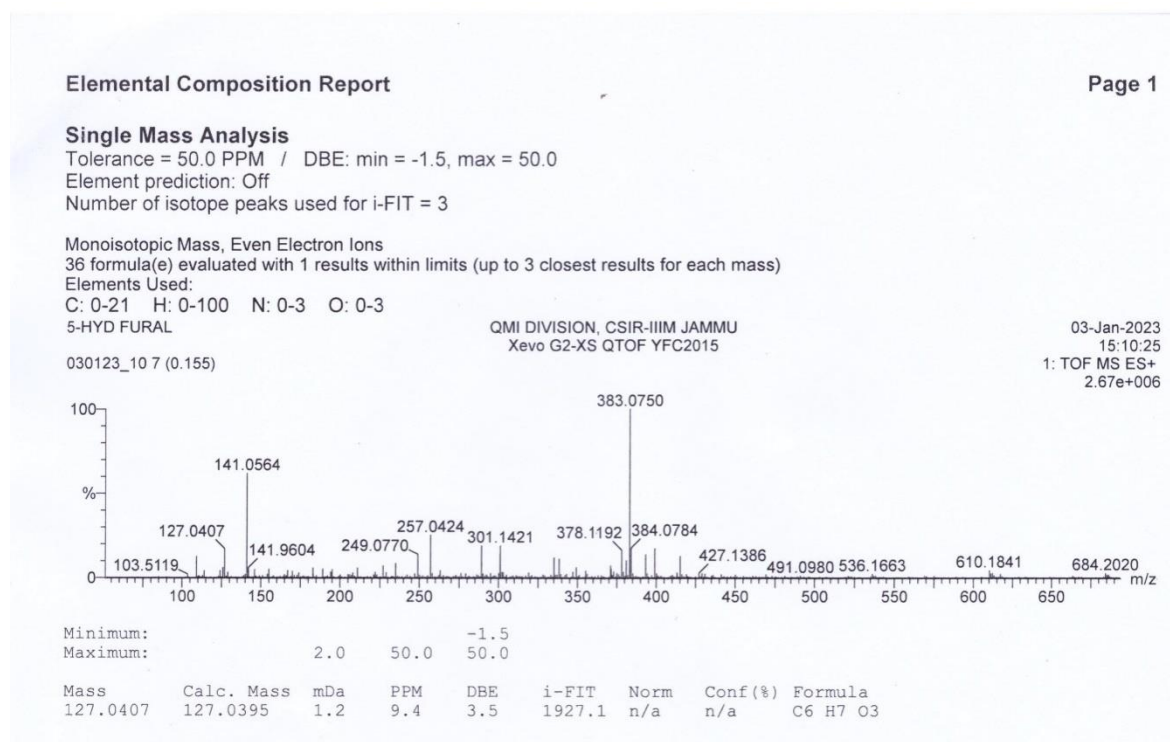 Elemental Composition Report Page 1
Single Mass Analysis
Tolerance = 50.0 PPM / DBE: min = -1.5, max = 50.0
Element prediction: Off
Number of isotope peaks used for i-FIT = 3
Monoisotopic Mass, Even Electron Ions
36 formula(e) evaluated with 1 results within limits (up to 3 closest results for each mass)
Elements Used:
C: 0-21 H: 0-100 N: 0-3 O: 0-3
5-HYD FURAL QMI DIVISION, CSIR-IIIM JAMMU 03-Jan-2023
Xevo G2-XS QTOF YFC2015 15:10:25
030123_10 7 (0.155) 1: TOF MS ES+
2.67e+006
100
383.0750
141.0564
%
127.0407
257.0424
378.1192
384.0784
301.1421
249.0770
141.9604
103.5119
427.1386
491.0980
536.1663
610.1841
684.2020
0
m/z
100 150 200 250 300 350 400 450 500 550 600 650
Minimum: -1.5
Maximum: 2.0 50.0 50.0
Mass Calc. Mass mDa PPM DBE i-FIT Norm Conf(%) Formula
127.0407 127.0395 1.2 9.4 3.5 1927.1 n/a n/a C6 H7 O3